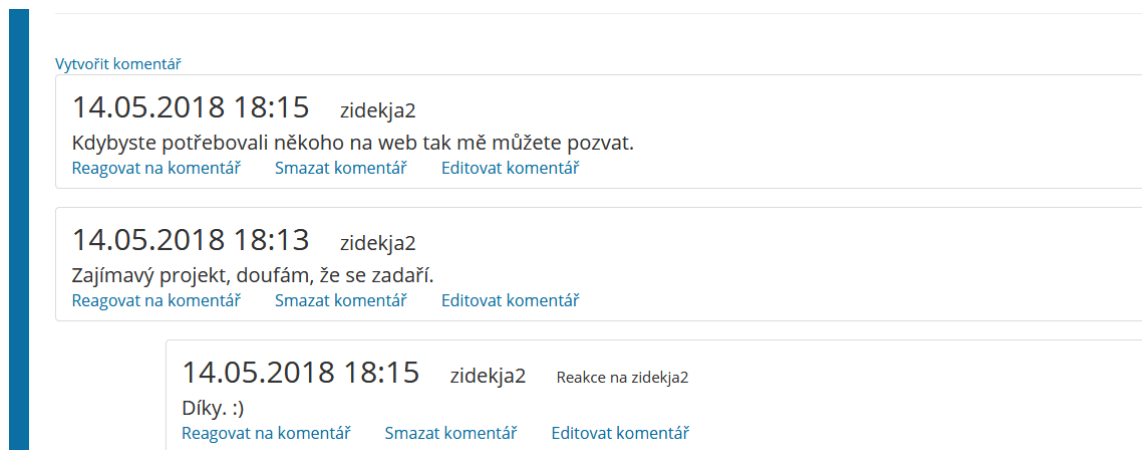 Vytvořit komentář
14.05.2018 18:15 zidekja2
Kdybyste potřebovali někoho na web tak mě můžete pozvat.
Reagovat na komentář Smazat komentář Editovat komentář
14.05.2018 18:13 zidekja2
Zajímavý projekt, doufám, že se zadaří.
Reagovat na komentář Smazat komentář Editovat komentář
14.05.2018 18:15 zidekja2 Reakce na zidekja2
Díky. :)
Reagovat na komentář Smazat komentář Editovat komentář